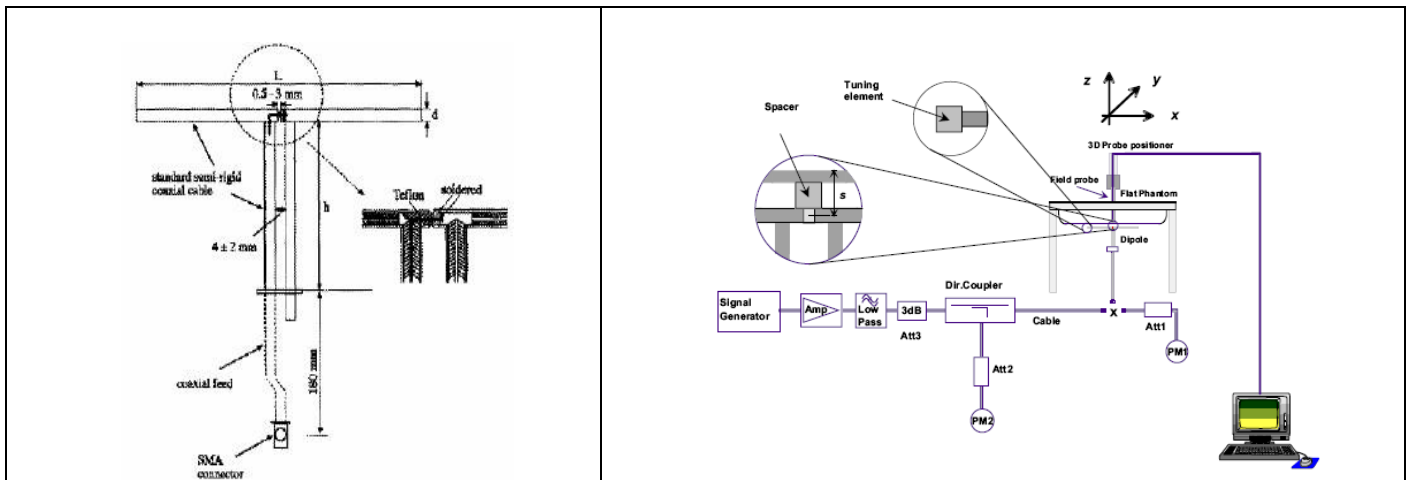 L
0.5-3 mm
d
standard semi-rigid
coaxial cable
h
Teflon
soldered
4 ± 2 mm
coaxial feed
180 mm
SMA
connector
Tuning
element
Spacer
s
z
y
x
3D Probe positioner
Field probe
Flat Phantom
Dipole
Signal
Generator
Amp
Low
Pass
3dB
Att3
Dir.Coupler
Cable
x
Att1
PM1
Att2
PM2